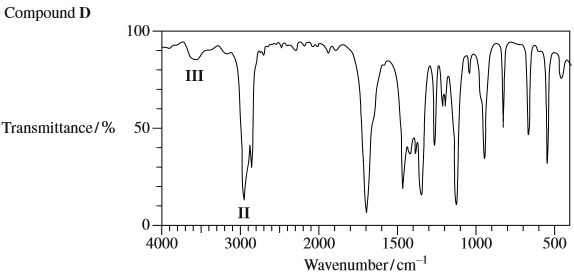 Compound D
100
III
Transmittance / %
50
II
0
4000 3000 2000 1500 1000 500
Wavenumber / cm⁻¹